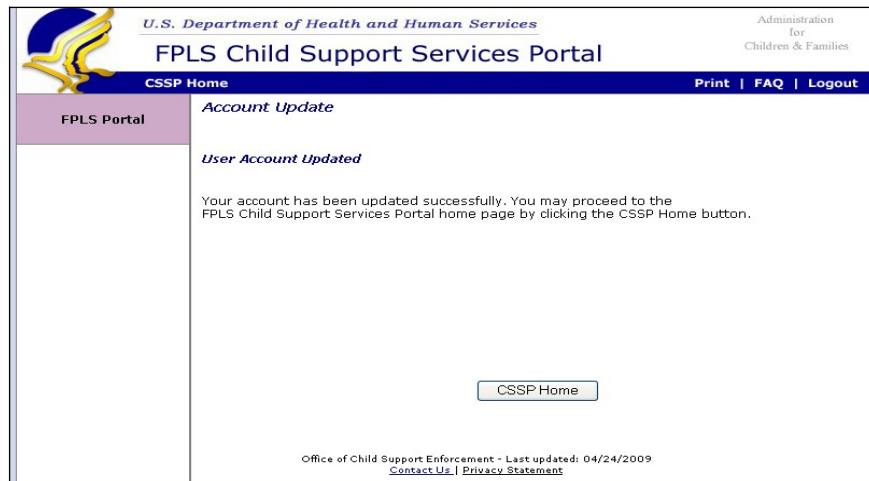 U.S. Department of Health and Human Services
Administration
for
Children & Families
FPLS Child Support Services Portal
CSSP Home
Print | FAQ | Logout
FPLS Portal
Account Update
User Account Updated
Your account has been updated successfully. You may proceed to the
FPLS Child Support Services Portal home page by clicking the CSSP Home button.
CSSP Home
Office of Child Support Enforcement - Last updated: 04/24/2009
Contact Us | Privacy Statement